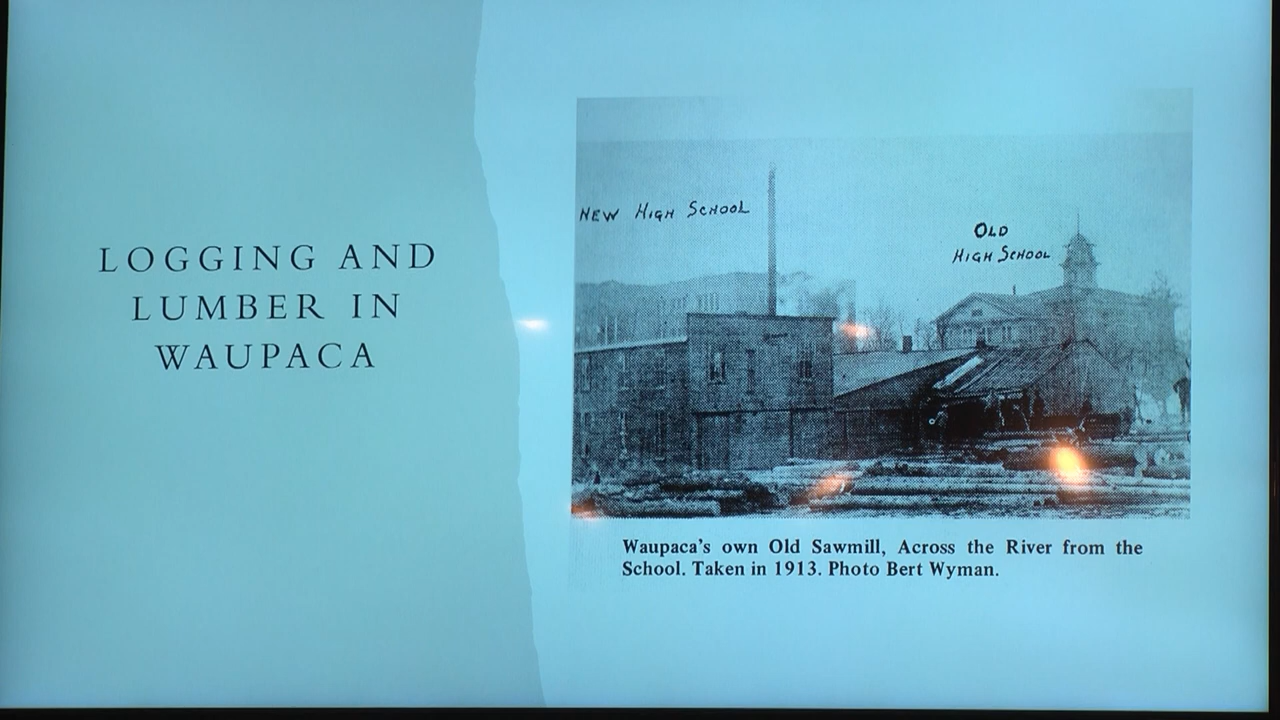 LOGGING AND
LUMBER IN
WAUPACA
NEW HIGH SCHOOL
OLD
HIGH SCHOOL
Waupaca's own Old Sawmill, Across the River from the
School. Taken in 1913. Photo Bert Wyman.